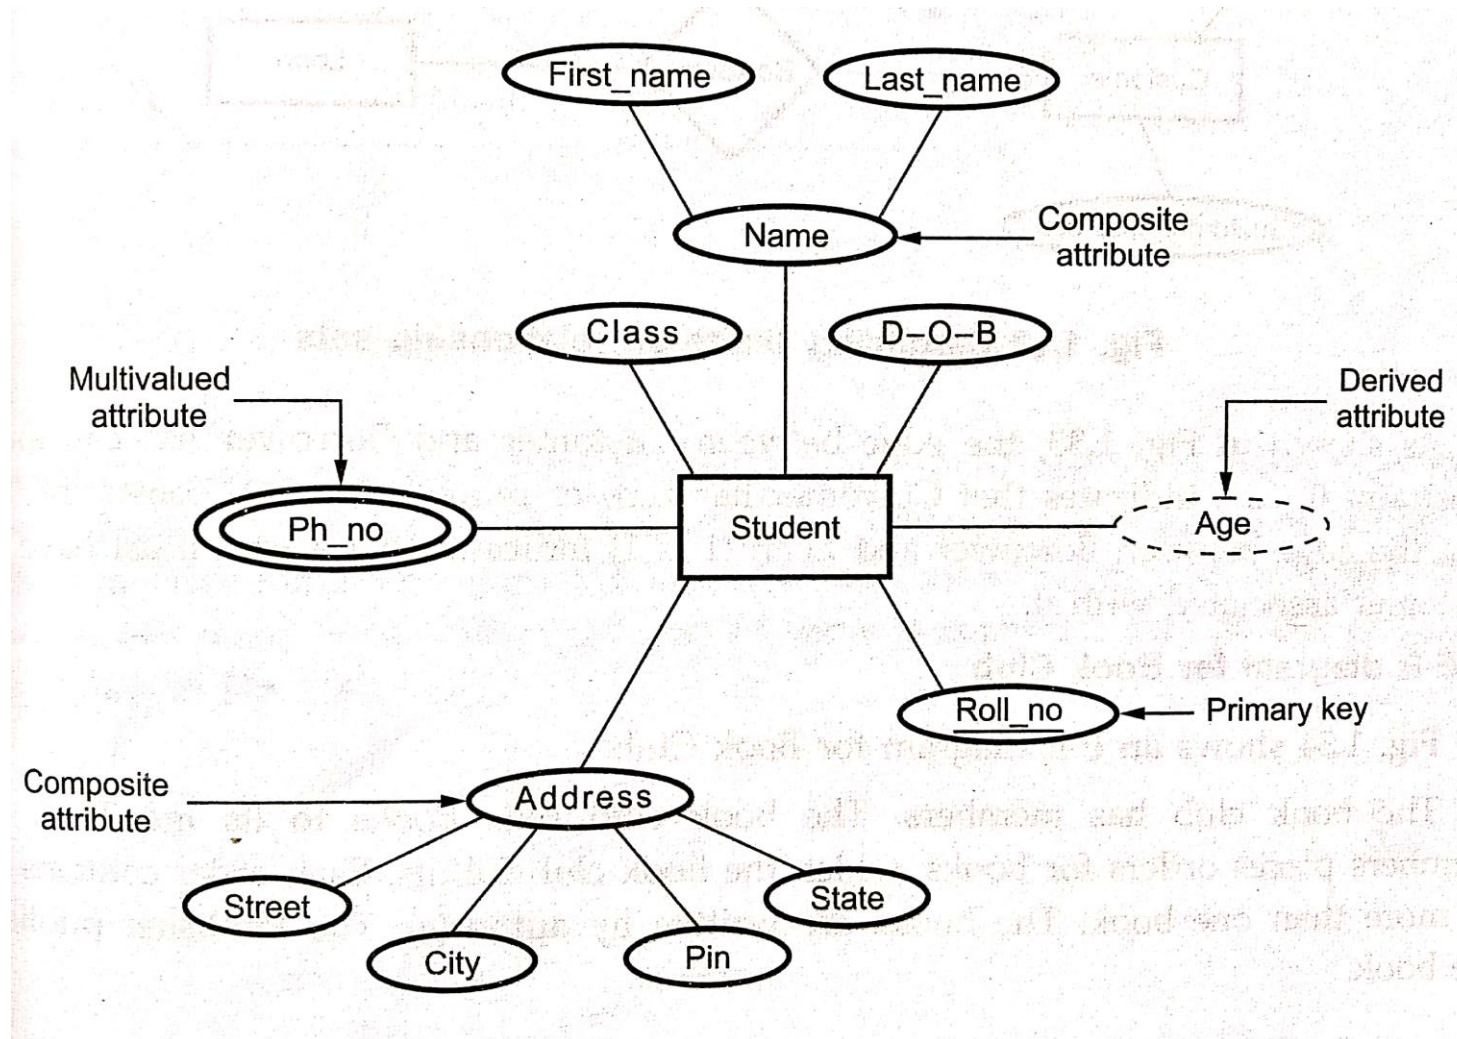 First_name
Last_name
Name
Composite
attribute
Class
D-O-B
Multivalued
attribute
Derived
attribute
Ph_no
Student
Age
Roll_no
Primary key
Composite
attribute
Address
Street
State
City
Pin